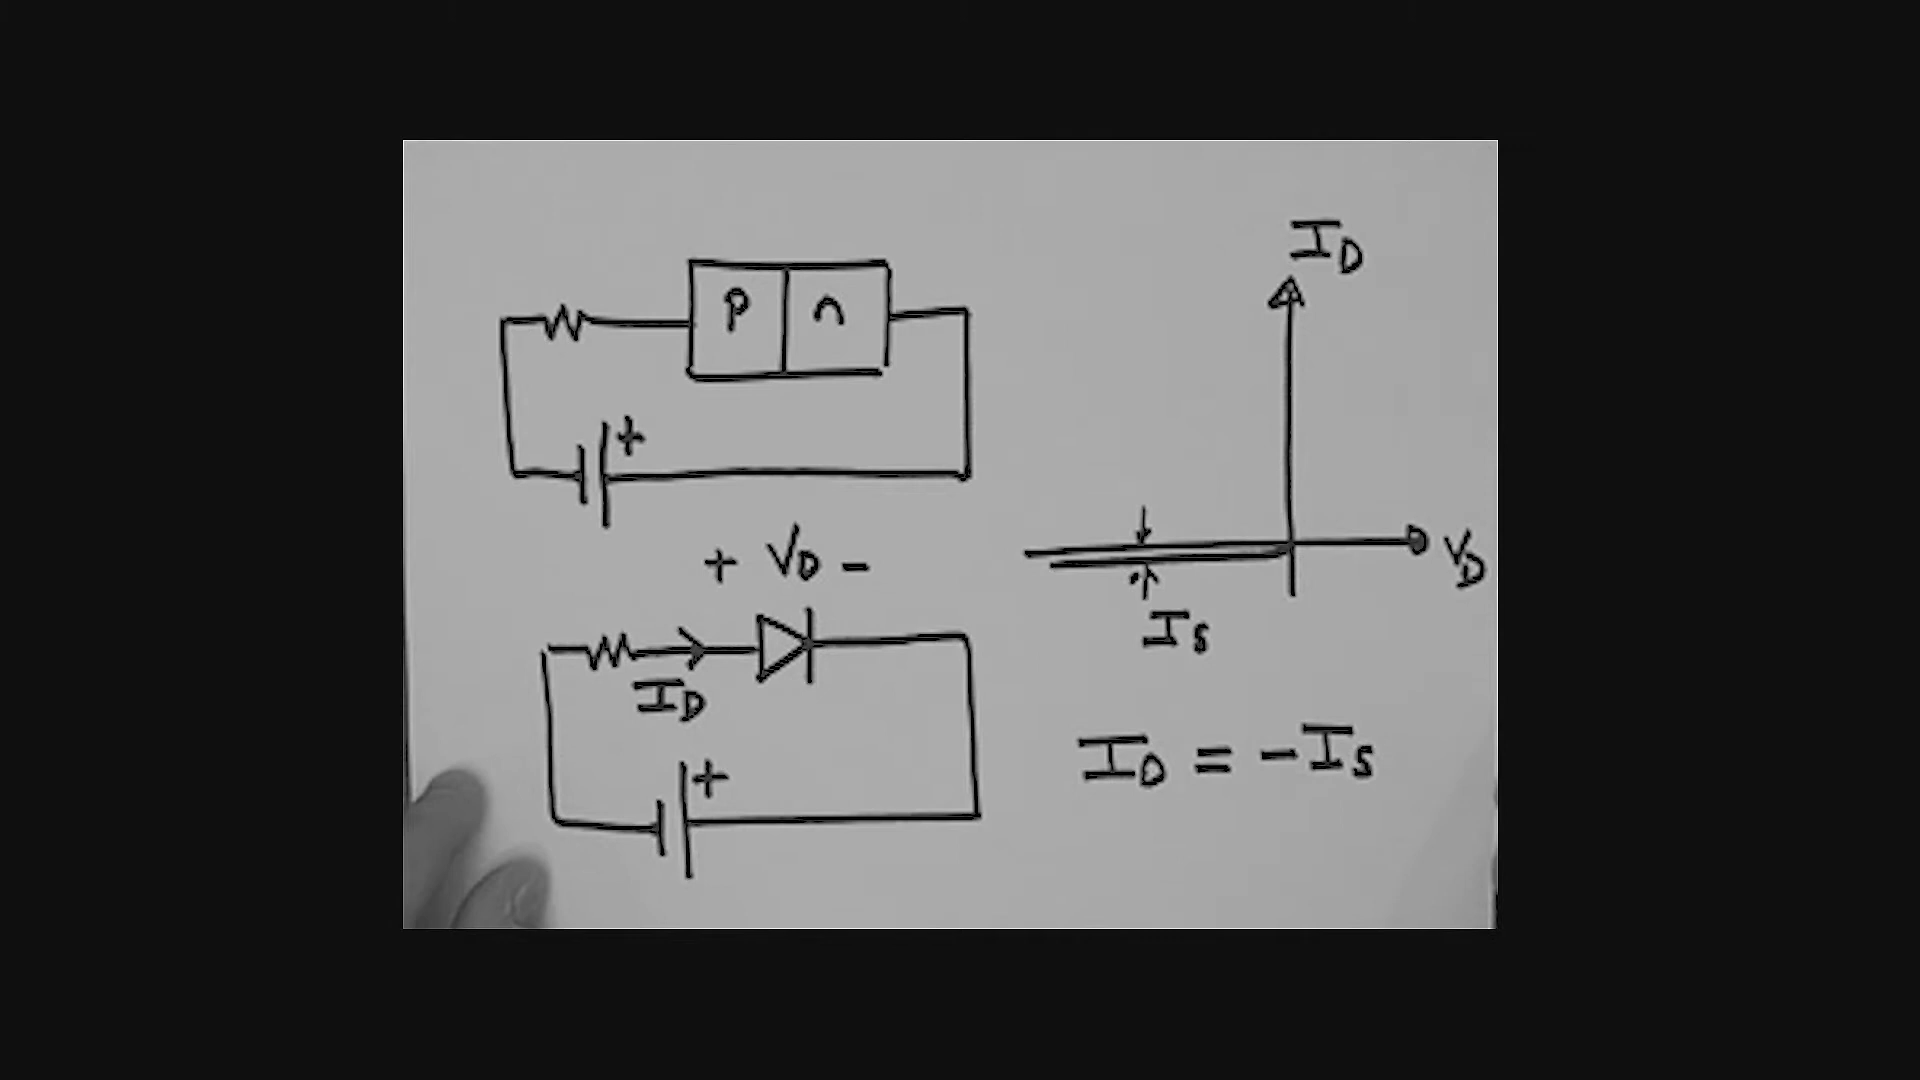 p n
+
+ V_D -
I_D
+
I_D
V_D
I_S
I_D = -I_S